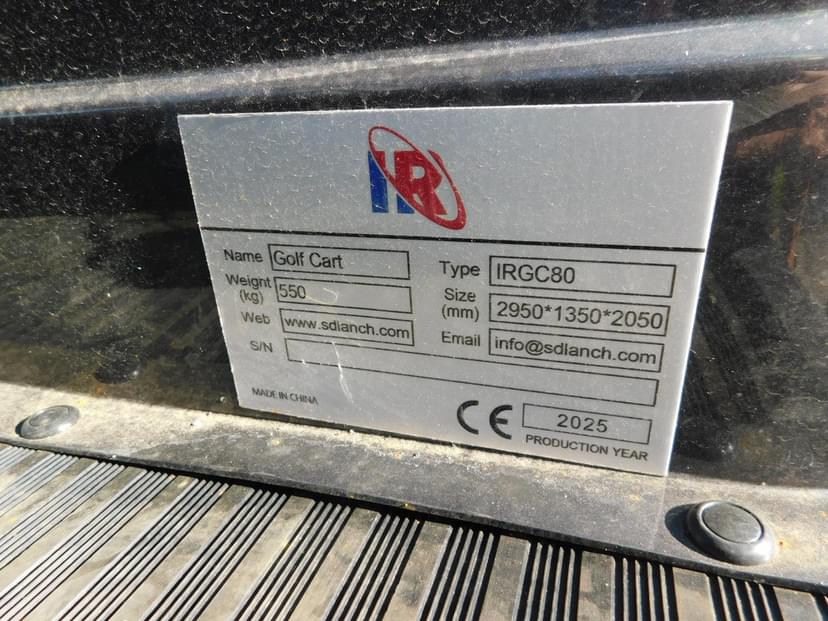 IR
Name Golf Cart Type IRGC80
Weignt (kg) 550 Size (mm) 2950*1350*2050
Web www.sdlanch.com Email info@sdlanch.com
S/N
MADE IN CHINA
CE 2025
PRODUCTION YEAR